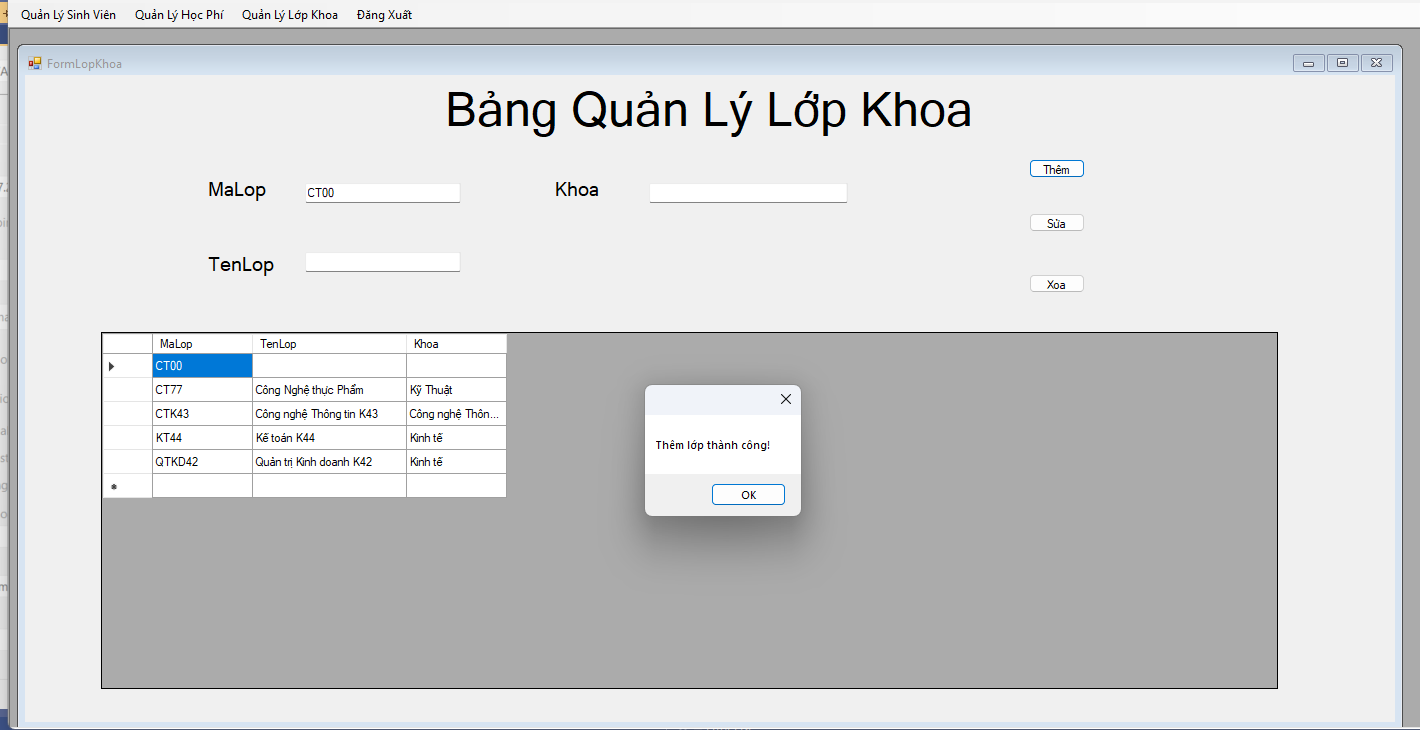 Quản Lý Sinh Viên Quản Lý Học Phí Quản Lý Lớp Khoa Đăng Xuất
FormLopKhoa
Bảng Quản Lý Lớp Khoa
Thêm
MaLop CT00 Khoa
Sửa
TenLop
Xoa
MaLop TenLop Khoa
CT00
CT77 Công Nghệ thực Phẩm Kỹ Thuật
CTK43 Công nghệ Thông tin K43 Công nghệ Thôn...
KT44 Kế toán K44 Kinh tế
QTKD42 Quản trị Kinh doanh K42 Kinh tế
Thêm lớp thành công!
OK